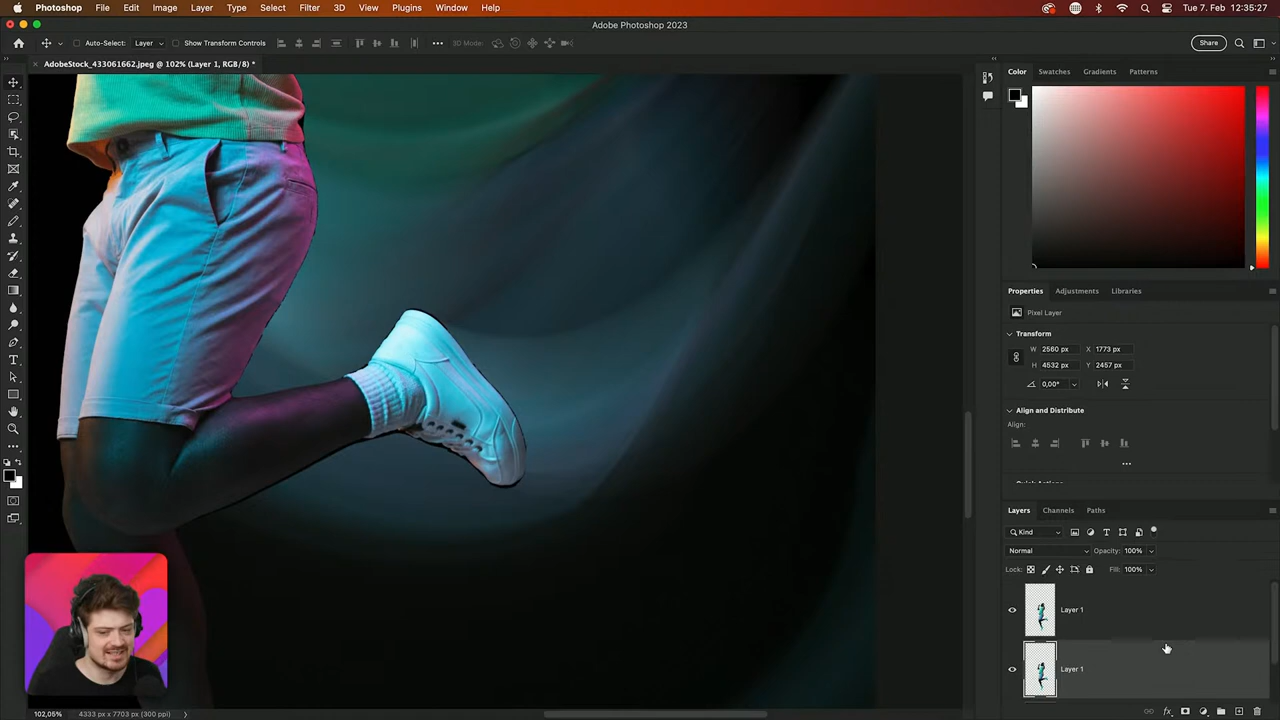 Photoshop File Edit Image Layer Type Select Filter 3D View Plugins Window Help Tue 7. Feb 12:35:27
Adobe Photoshop 2023
Auto-Select: Layer Show Transform Controls 3D Mode: Share
AdobeStock_433061662.jpeg @ 102% (Layer 1, RGB/8) *
Color Swatches Gradients Patterns
Properties Adjustments Libraries
Pixel Layer
Transform
W 2560 px X 1773 px
H 4532 px Y 2457 px
0,00°
Align and Distribute
Align:
Layers Channels Paths
Kind
Normal Opacity: 100%
Lock: Fill: 100%
Layer 1
Layer 1
102,05% 4333 px x 7703 px (300 ppi)